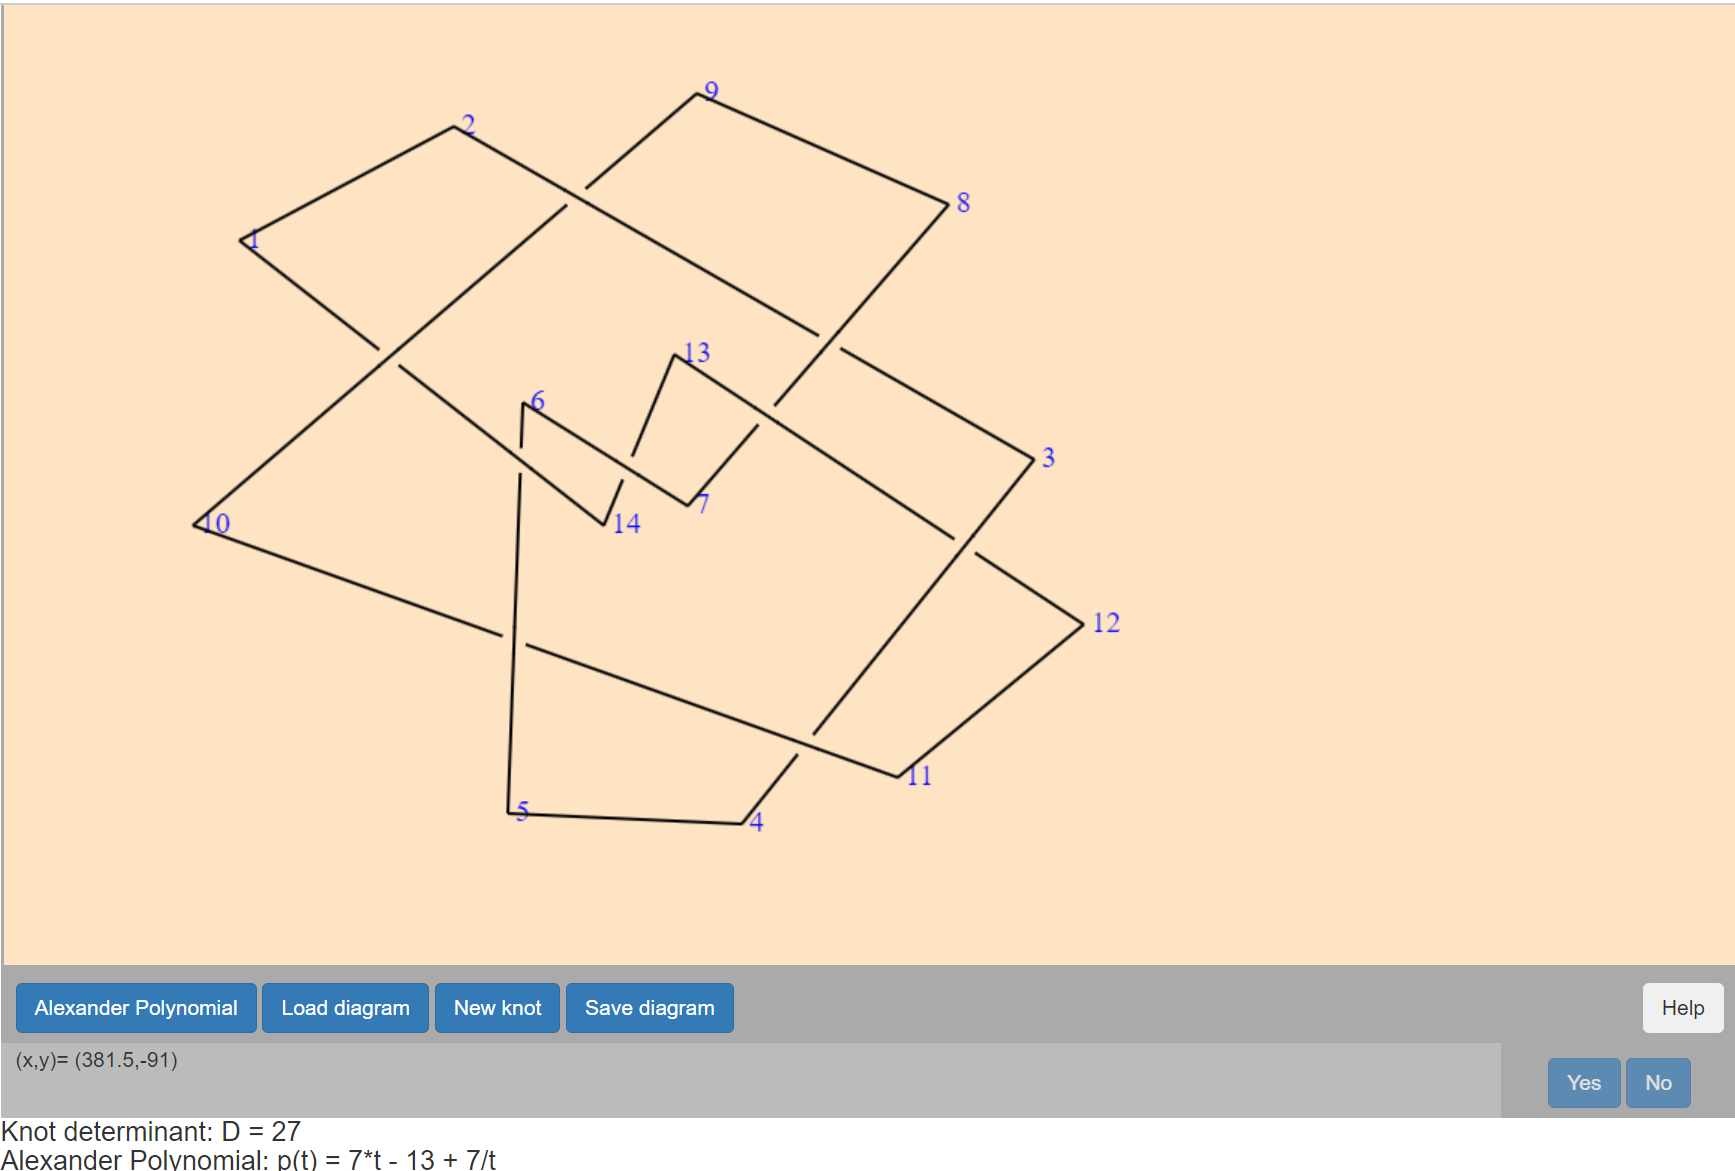 9
2
8
1
13
6
3
7
10
14
12
11
5
4
Alexander Polynomial Load diagram New knot Save diagram Help
(x,y)= (381.5,-91)
Yes No
Knot determinant: D = 27
Alexander Polynomial: p(t) = 7*t - 13 + 7/t